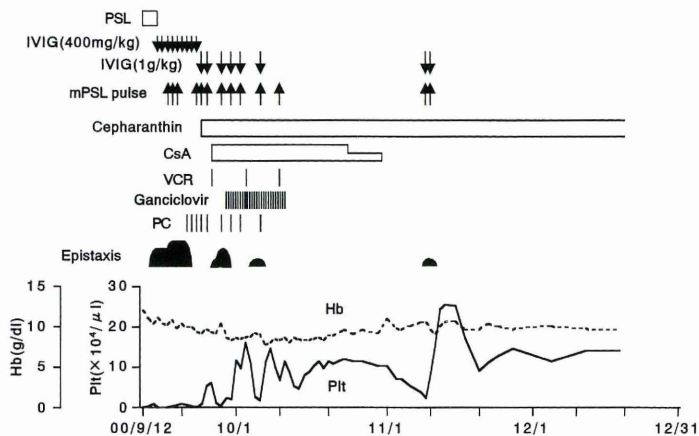 PSL
IVIG(400mg/kg)
IVIG(1g/kg)
mPSL pulse
Cepharanthin
CsA
VCR
Ganciclovir
PC
Epistaxis
15 30
Hb
10 20
Hb(g/dl)
Plt(×10⁴/μl)
5 10
Plt
0 0
00/9/12 10/1 11/1 12/1 12/31